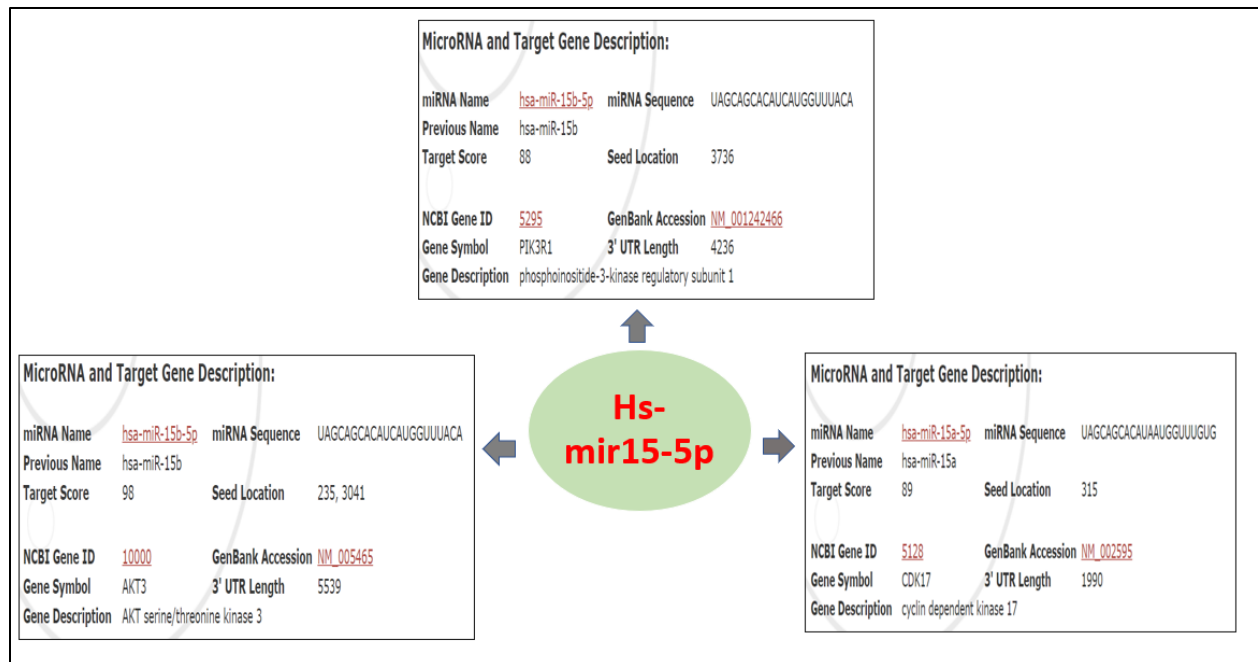 MicroRNA and Target Gene Description:
miRNA Name hsa-miR-15b-5p miRNA Sequence UAGCAGCACAUCAUGGUUUACA
Previous Name hsa-miR-15b
Target Score 88 Seed Location 3736
NCBI Gene ID 5295 GenBank Accession NM_001242466
Gene Symbol PIK3R1 3' UTR Length 4236
Gene Description phosphoinositide-3-kinase regulatory subunit 1
MicroRNA and Target Gene Description:
miRNA Name hsa-miR-15b-5p miRNA Sequence UAGCAGCACAUCAUGGUUUACA
Previous Name hsa-miR-15b
Target Score 98 Seed Location 235, 3041
NCBI Gene ID 10000 GenBank Accession NM_005465
Gene Symbol AKT3 3' UTR Length 5539
Gene Description AKT serine/threonine kinase 3
Hs-
mir15-5p
MicroRNA and Target Gene Description:
miRNA Name hsa-miR-15a-5p miRNA Sequence UAGCAGCACAUAAUGGUUUGUG
Previous Name hsa-miR-15a
Target Score 89 Seed Location 315
NCBI Gene ID 5128 GenBank Accession NM_002595
Gene Symbol CDK17 3' UTR Length 1990
Gene Description cyclin dependent kinase 17